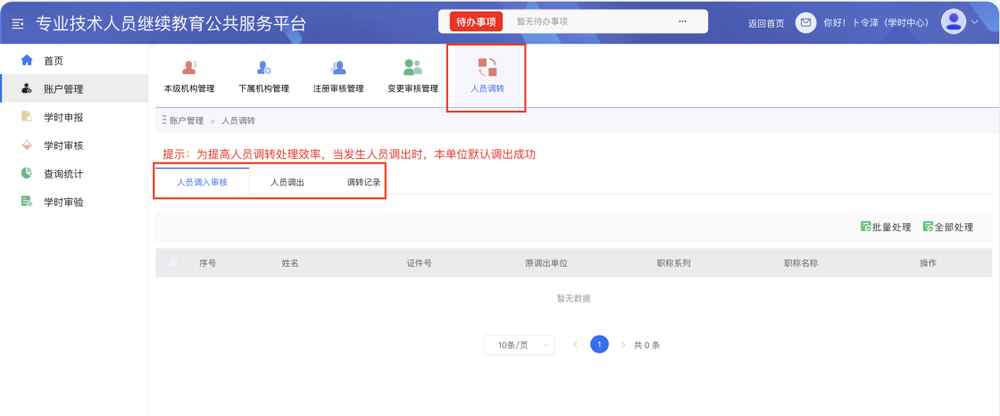 专业技术人员继续教育公共服务平台
待办事项 暂无待办事项 ...
返回首页 你好！卜令泽（学时中心）
首页
账户管理
学时申报
学时审核
查询统计
学时审验
本级机构管理 下属机构管理 注册审核管理 变更审核管理 人员调转
账户管理 > 人员调转
提示：为提高人员调转处理效率，当发生人员调出时，本单位默认调出成功
人员调入审核 人员调出 调转记录
批量处理 全部处理
序号 姓名 证件号 原调出单位 职称系列 职称名称 操作
暂无数据
10条/页 < 1 > 共 0 条